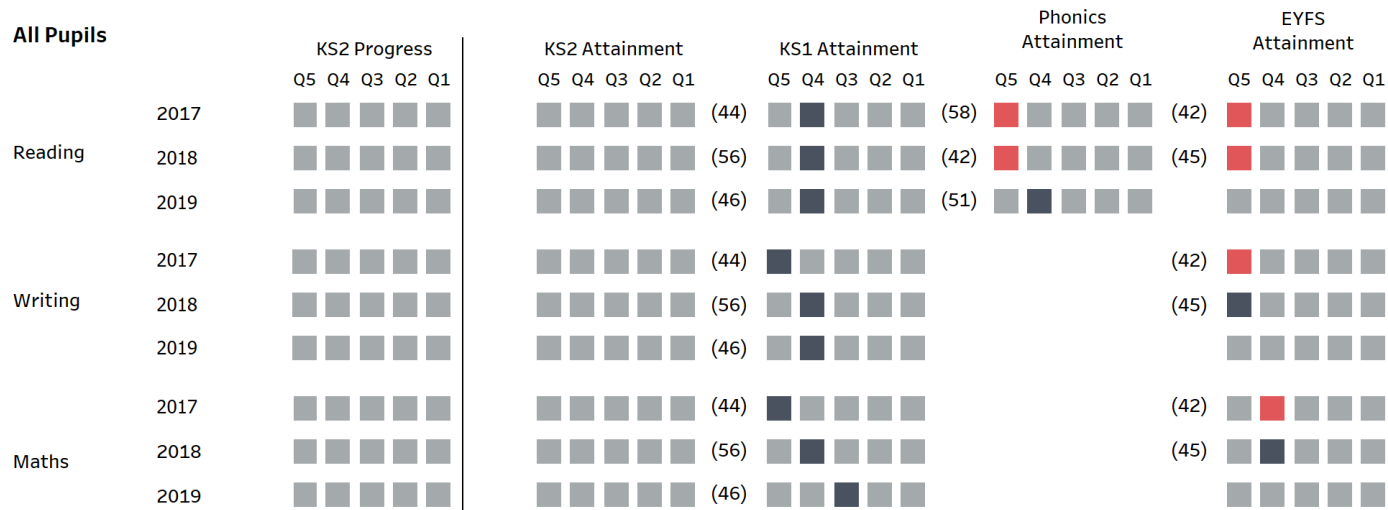 All Pupils
KS2 Progress
KS2 Attainment
KS1 Attainment
Phonics
Attainment
EYFS
Attainment
Q5 Q4 Q3 Q2 Q1 Q5 Q4 Q3 Q2 Q1 Q5 Q4 Q3 Q2 Q1 Q5 Q4 Q3 Q2 Q1 Q5 Q4 Q3 Q2 Q1
Reading
2017 (44) (58) (42)
2018 (56) (42) (45)
2019 (46) (51)
Writing
2017 (44) (42)
2018 (56) (45)
2019 (46)
Maths
2017 (44) (42)
2018 (56) (45)
2019 (46)